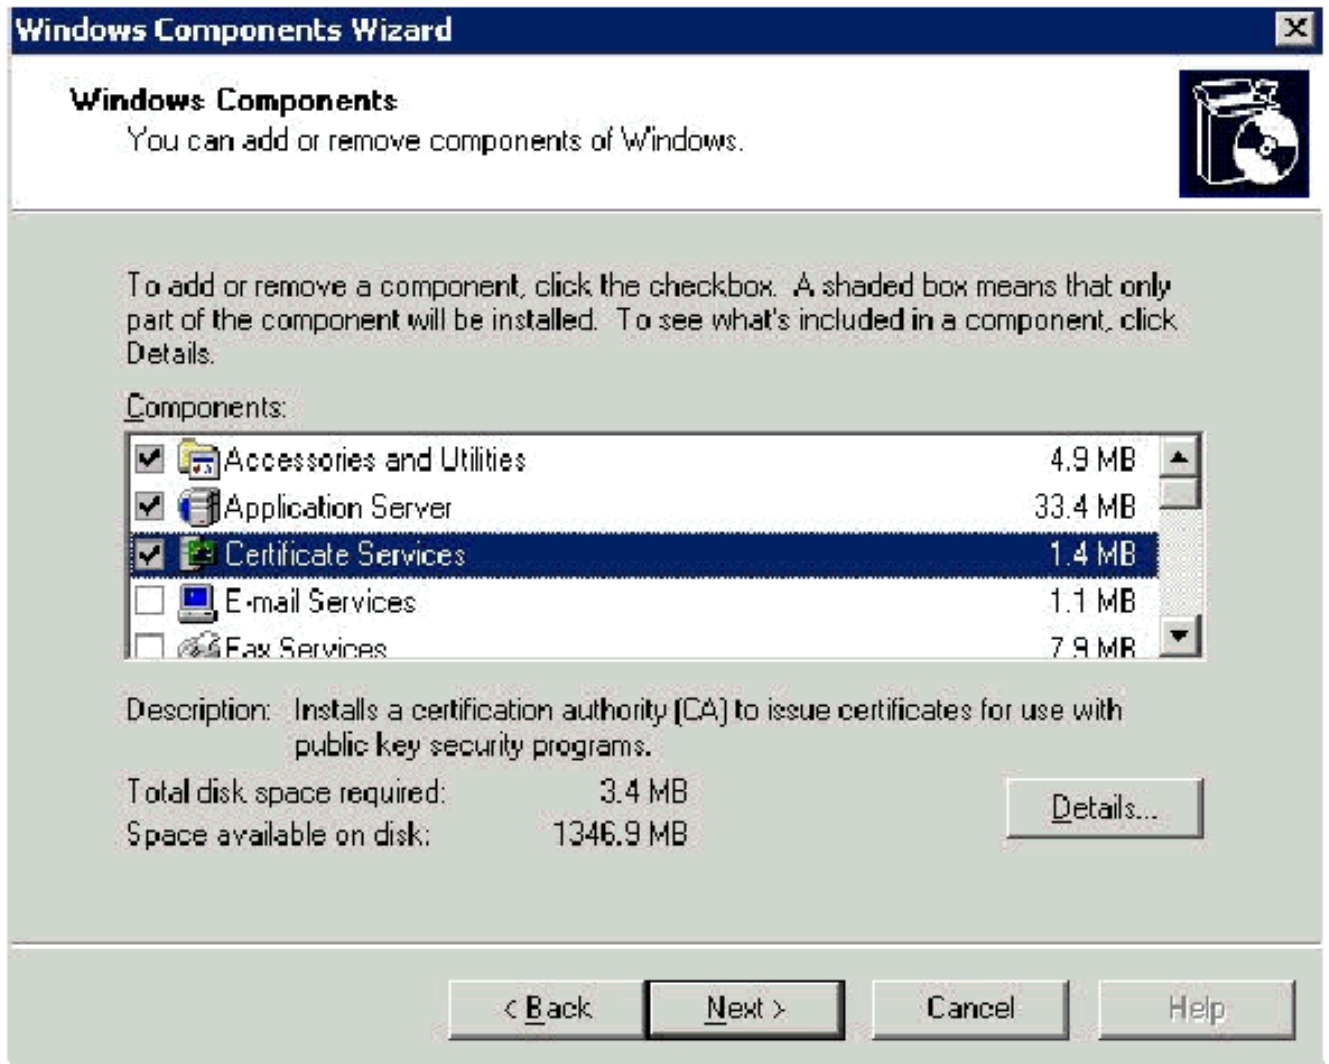 Windows Components Wizard
Windows Components
You can add or remove components of Windows.
To add or remove a component, click the checkbox. A shaded box means that only
part of the component will be installed. To see what's included in a component, click
Details.
Components:
Accessories and Utilities 4.9 MB
Application Server 33.4 MB
Certificate Services 1.4 MB
E-mail Services 1.1 MB
Fax Services 7.9 MB
Description: Installs a certification authority (CA) to issue certificates for use with
public key security programs.
Total disk space required: 3.4 MB
Space available on disk: 1346.9 MB
Details...
< Back Next > Cancel Help